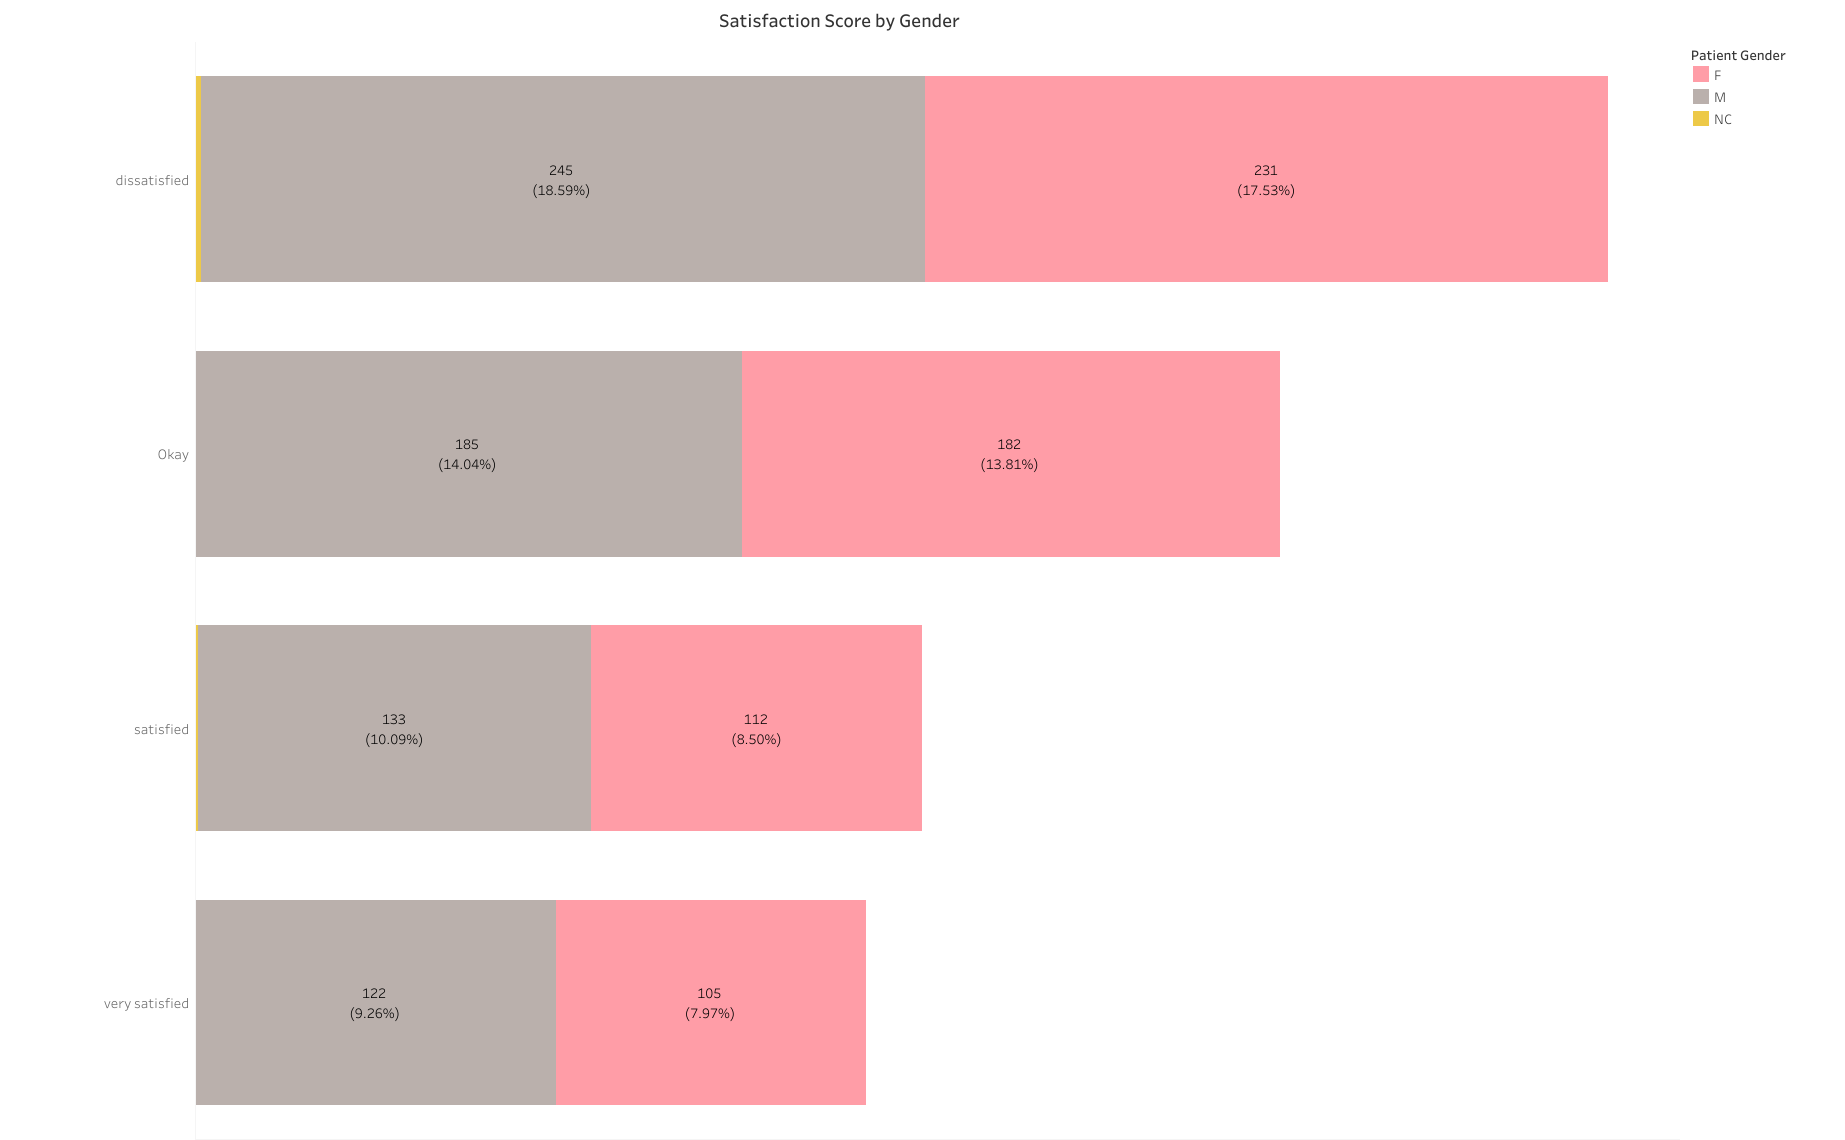 Satisfaction Score by Gender
Patient Gender
F
M
NC
dissatisfied
245
(18.59%)
231
(17.53%)
Okay
185
(14.04%)
182
(13.81%)
satisfied
133
(10.09%)
112
(8.50%)
very satisfied
122
(9.26%)
105
(7.97%)